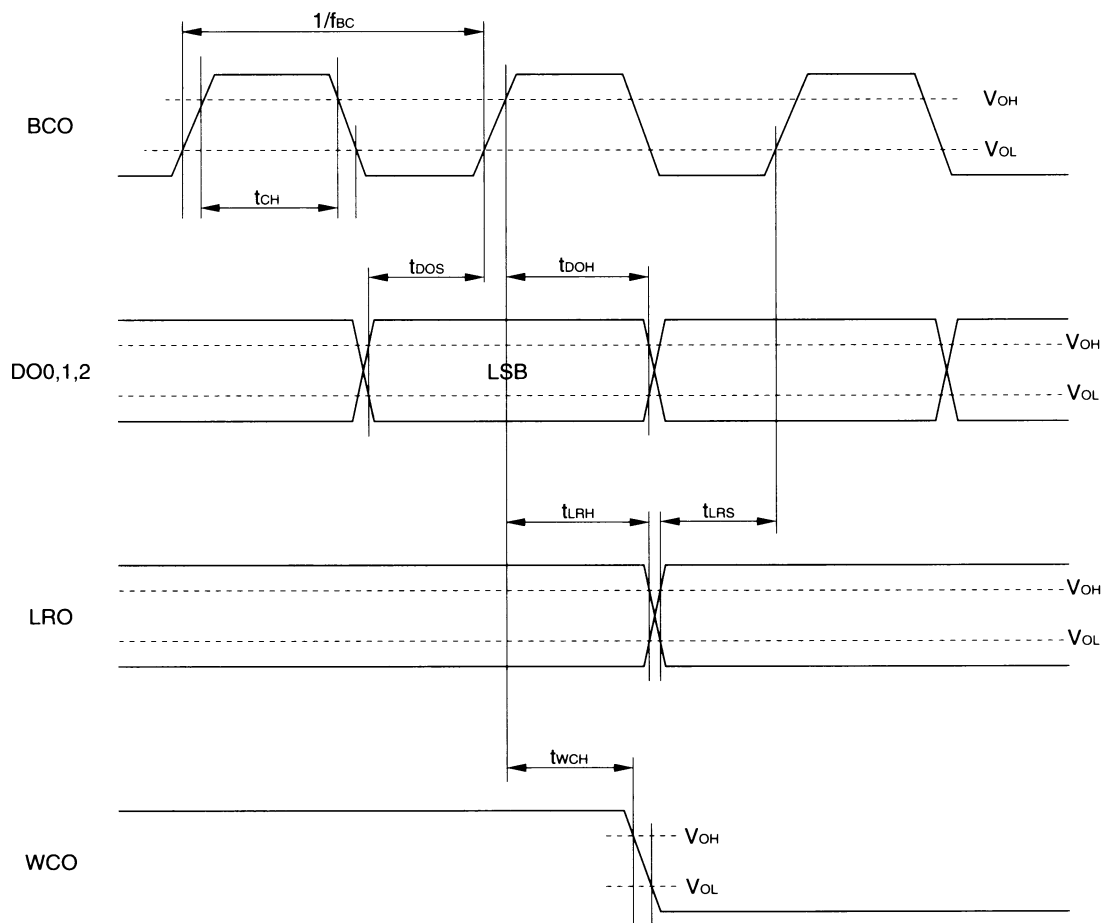 1/fBC
BCO
VOH
VOL
tCH
tDOS
tDOH
DO0,1,2
LSB
VOH
VOL
tLRH
tLRS
LRO
VOH
VOL
tWCH
WCO
VOH
VOL